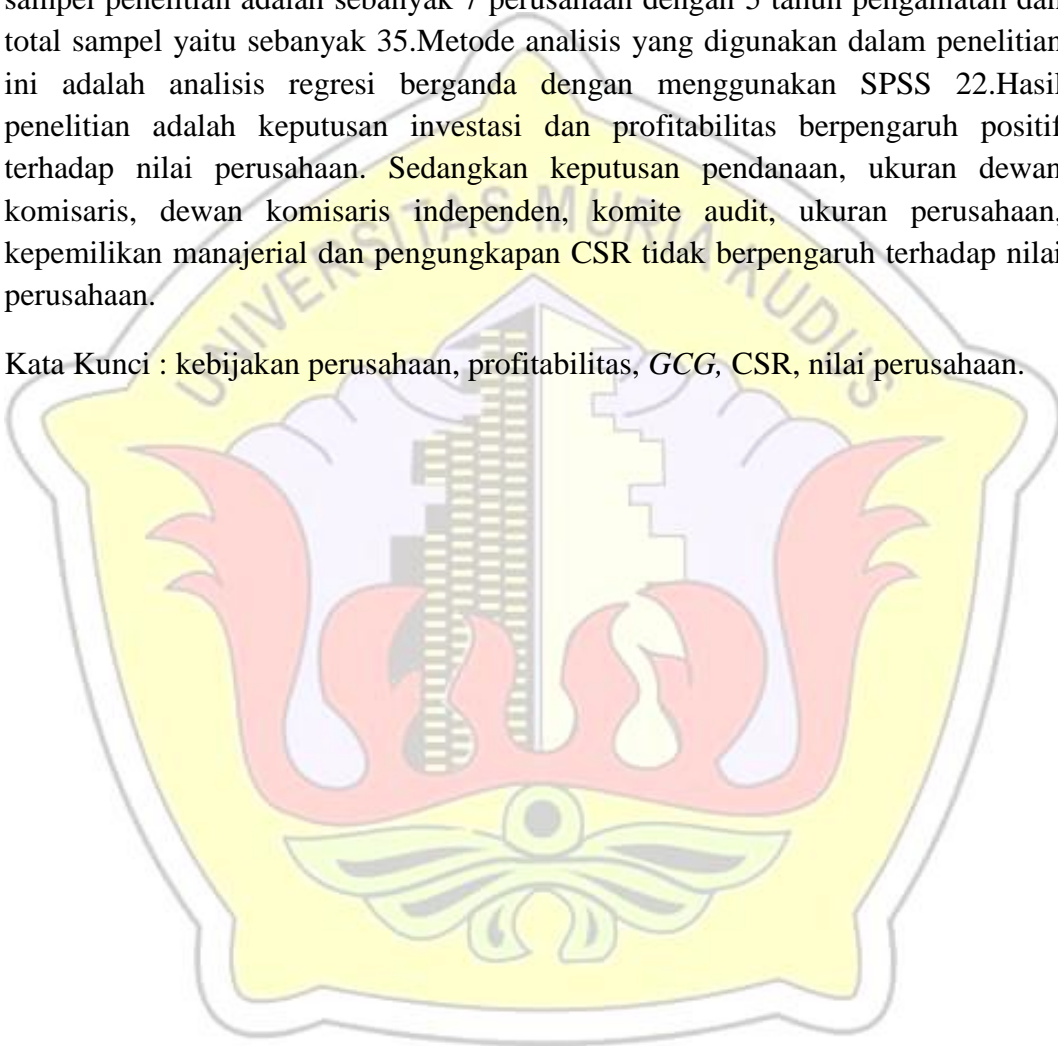 sampel penelitian adalah sebanyak 7 perusahaan dengan 5 tahun pengamatan dan
total sampel yaitu sebanyak 35.Metode analisis yang digunakan dalam penelitian
ini adalah analisis regresi berganda dengan menggunakan SPSS 22.Hasil
penelitian adalah keputusan investasi dan profitabilitas berpengaruh positif
terhadap nilai perusahaan. Sedangkan keputusan pendanaan, ukuran dewan
komisaris, dewan komisaris independen, komite audit, ukuran perusahaan,
kepemilikan manajerial dan pengungkapan CSR tidak berpengaruh terhadap nilai
perusahaan.
Kata Kunci : kebijakan perusahaan, profitabilitas, GCG, CSR, nilai perusahaan.
UNIVERSITAS MURIA KUDUS